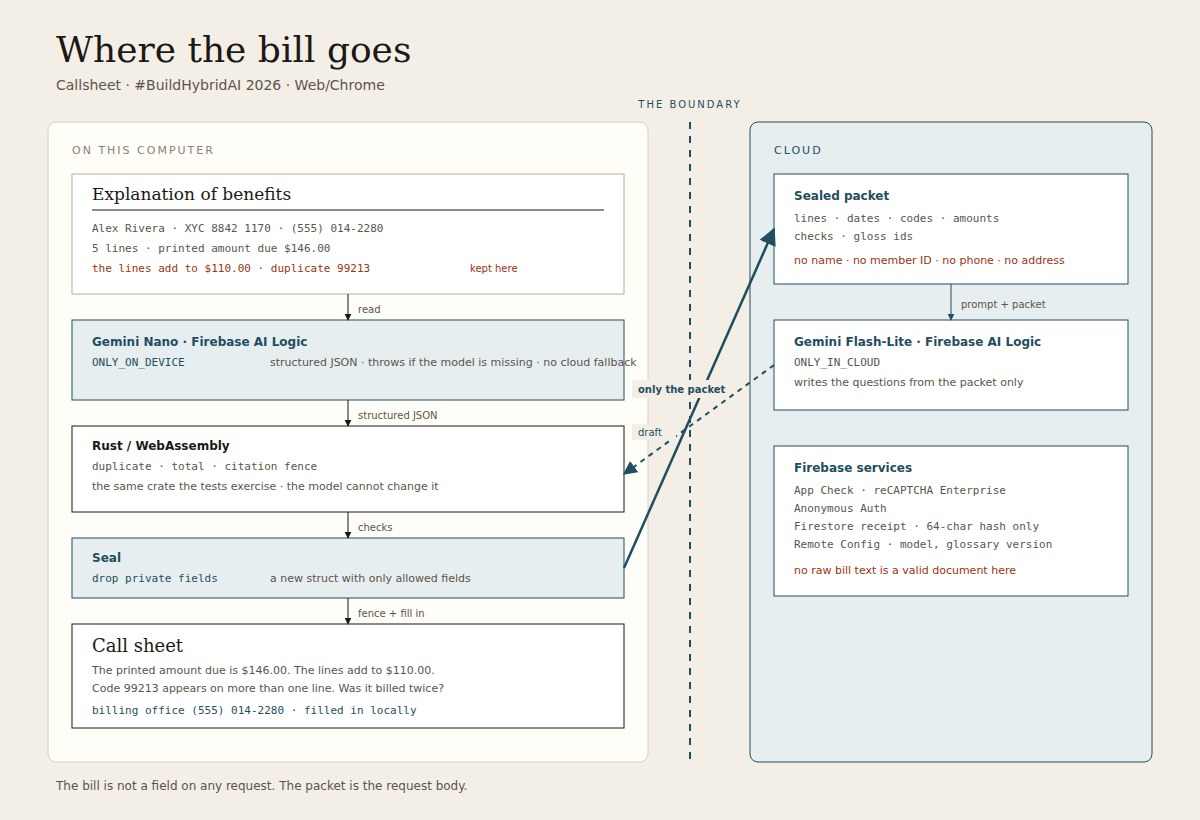 Where the bill goes
Callsheet · #BuildHybridAI 2026 · Web/Chrome
THE BOUNDARY
ON THIS COMPUTER
Explanation of benefits
Alex Rivera · XYC 8842 1170 · (555) 014-2280
5 lines · printed amount due $146.00
the lines add to $110.00 · duplicate 99213
kept here
read
Gemini Nano · Firebase AI Logic
ONLY_ON_DEVICE
structured JSON · throws if the model is missing · no cloud fallback
structured JSON
Rust / WebAssembly
duplicate · total · citation fence
the same crate the tests exercise · the model cannot change it
checks
Seal
drop private fields
a new struct with only allowed fields
fence + fill in
Call sheet
The printed amount due is $146.00. The lines add to $110.00.
Code 99213 appears on more than one line. Was it billed twice?
billing office (555) 014-2280 · filled in locally
only the packet
draft
CLOUD
Sealed packet
lines · dates · codes · amounts
checks · gloss ids
no name · no member ID · no phone · no address
prompt + packet
Gemini Flash-Lite · Firebase AI Logic
ONLY_IN_CLOUD
writes the questions from the packet only
Firebase services
App Check · reCAPTCHA Enterprise
Anonymous Auth
Firestore receipt · 64-char hash only
Remote Config · model, glossary version
no raw bill text is a valid document here
The bill is not a field on any request. The packet is the request body.